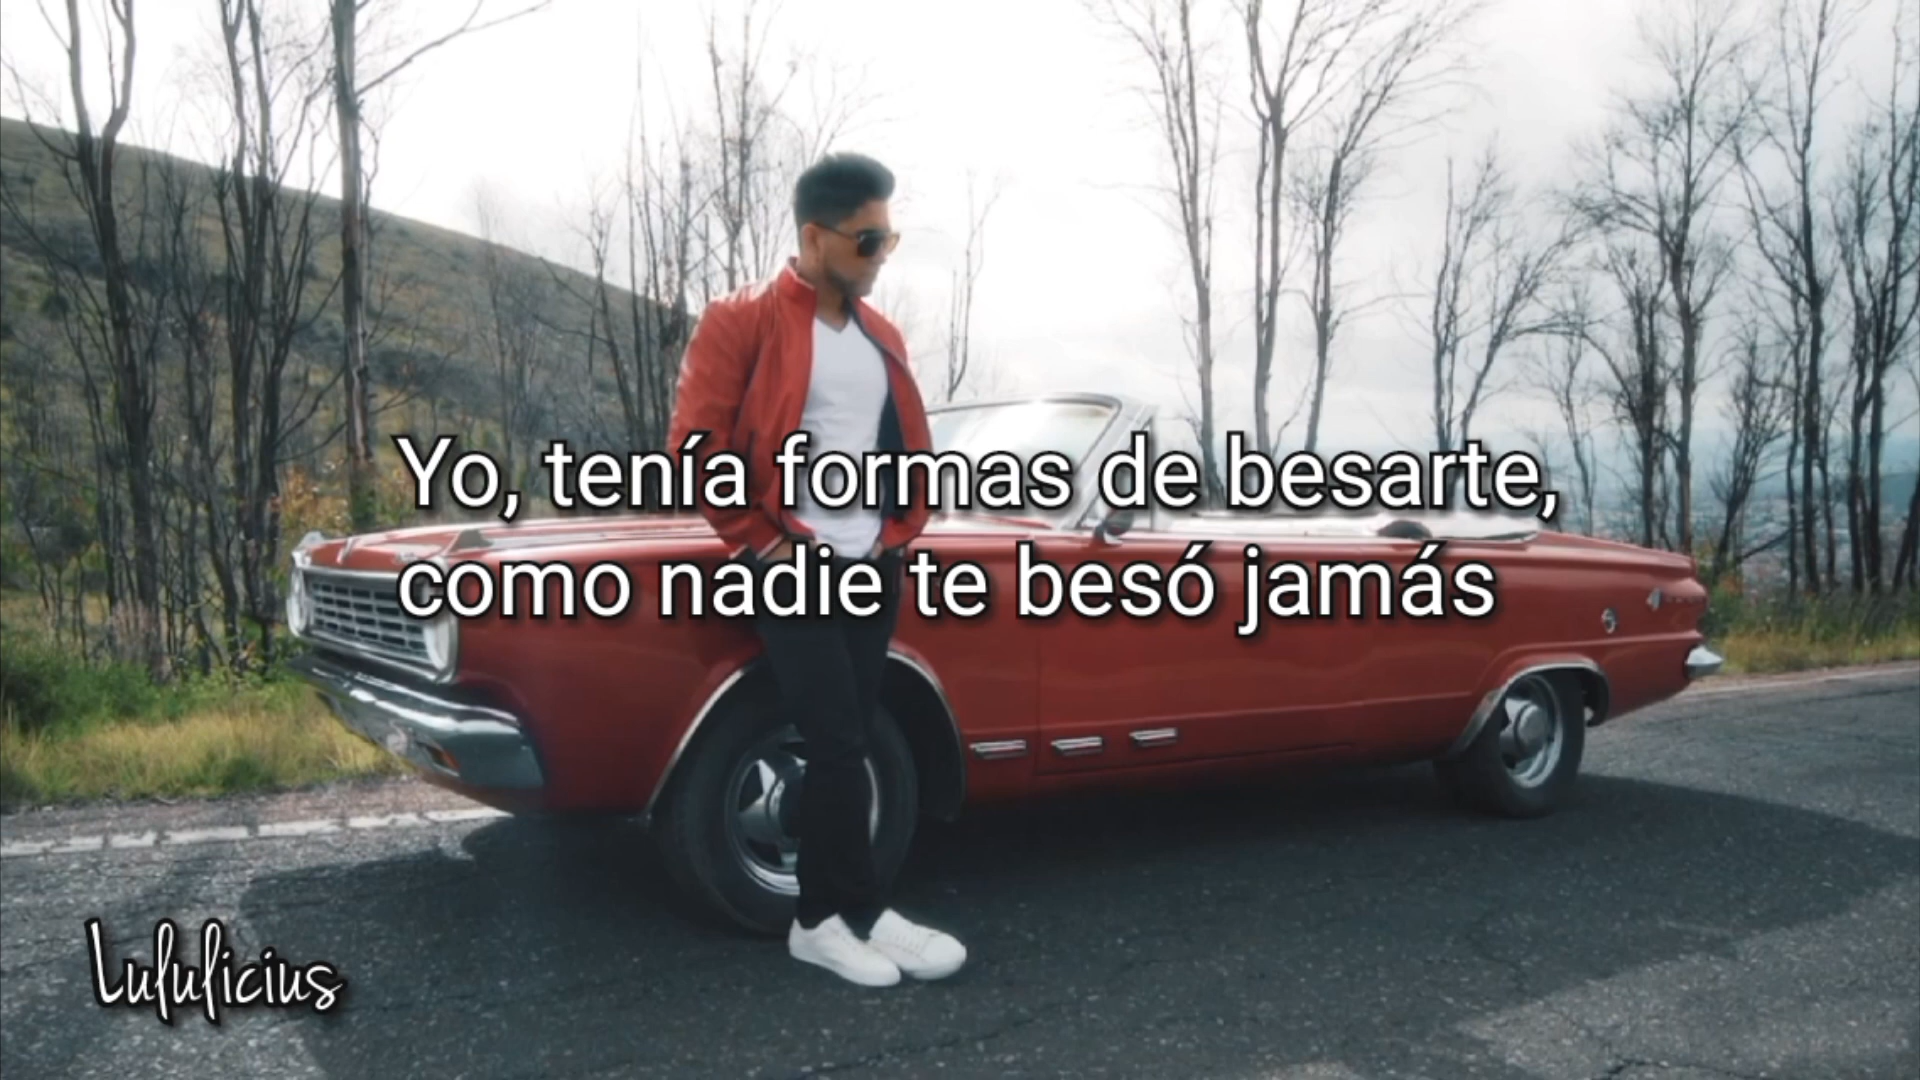 Yo, tenía formas de besarte,
como nadie te besó jamás
Lululicius